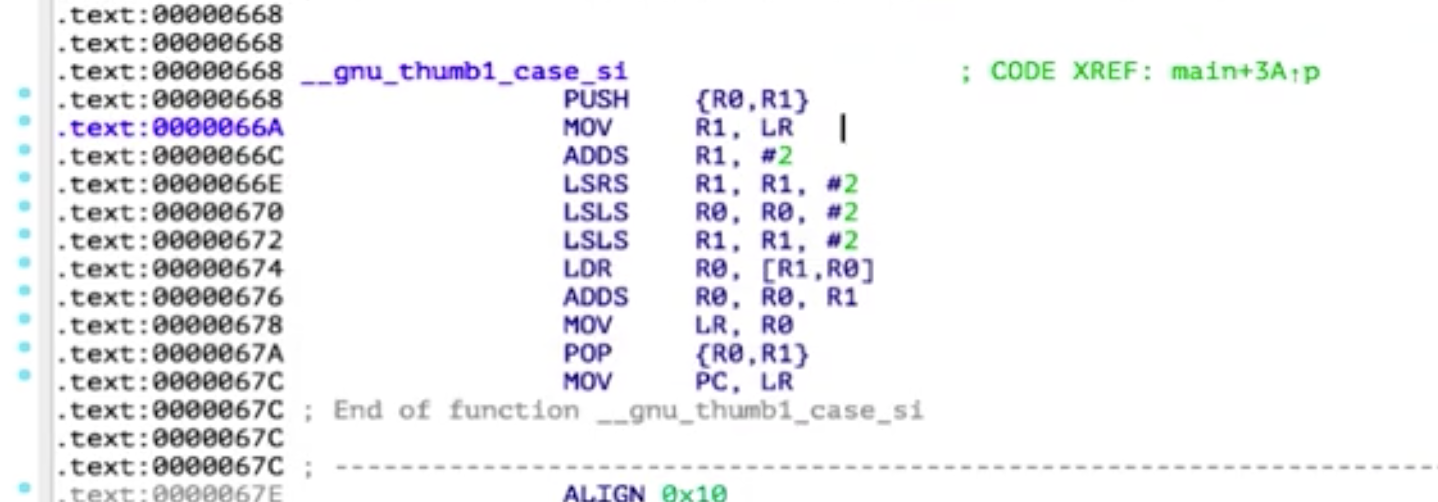 .text:00000668
.text:00000668
.text:00000668 __gnu_thumb1_case_si ; CODE XREF: main+3A↑p
.text:00000668 PUSH {R0,R1}
.text:0000066A MOV R1, LR
.text:0000066C ADDS R1, #2
.text:0000066E LSRS R1, R1, #2
.text:00000670 LSLS R0, R0, #2
.text:00000672 LSLS R1, R1, #2
.text:00000674 LDR R0, [R1,R0]
.text:00000676 ADDS R0, R0, R1
.text:00000678 MOV LR, R0
.text:0000067A POP {R0,R1}
.text:0000067C MOV PC, LR
.text:0000067C ; End of function __gnu_thumb1_case_si
.text:0000067C
.text:0000067C ; ---------------------------------------------------------------------------
.text:0000067E ALIGN 0x10